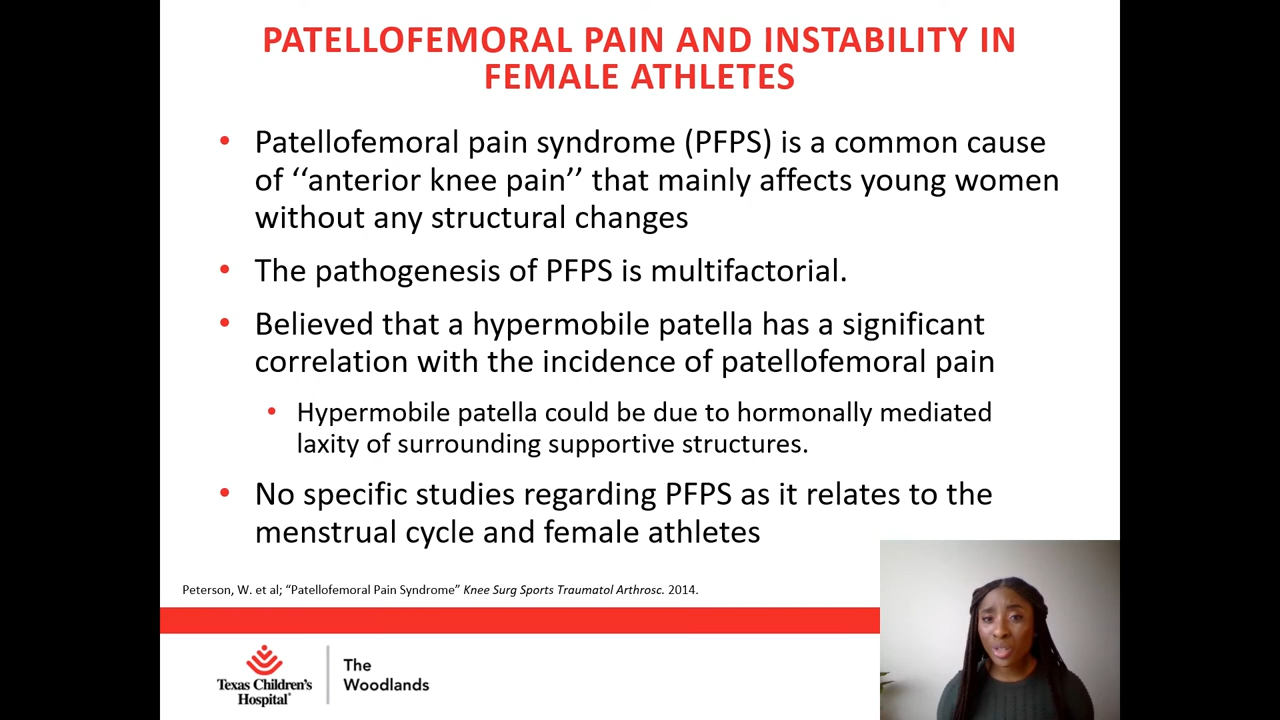 PATELLOFEMORAL PAIN AND INSTABILITY IN
FEMALE ATHLETES
• Patellofemoral pain syndrome (PFPS) is a common cause
of ‘‘anterior knee pain’’ that mainly affects young women
without any structural changes
• The pathogenesis of PFPS is multifactorial.
• Believed that a hypermobile patella has a significant
correlation with the incidence of patellofemoral pain
• Hypermobile patella could be due to hormonally mediated
laxity of surrounding supportive structures.
• No specific studies regarding PFPS as it relates to the
menstrual cycle and female athletes
Peterson, W. et al; “Patellofemoral Pain Syndrome” Knee Surg Sports Traumatol Arthrosc. 2014.
Texas Children's
Hospital®
The
Woodlands